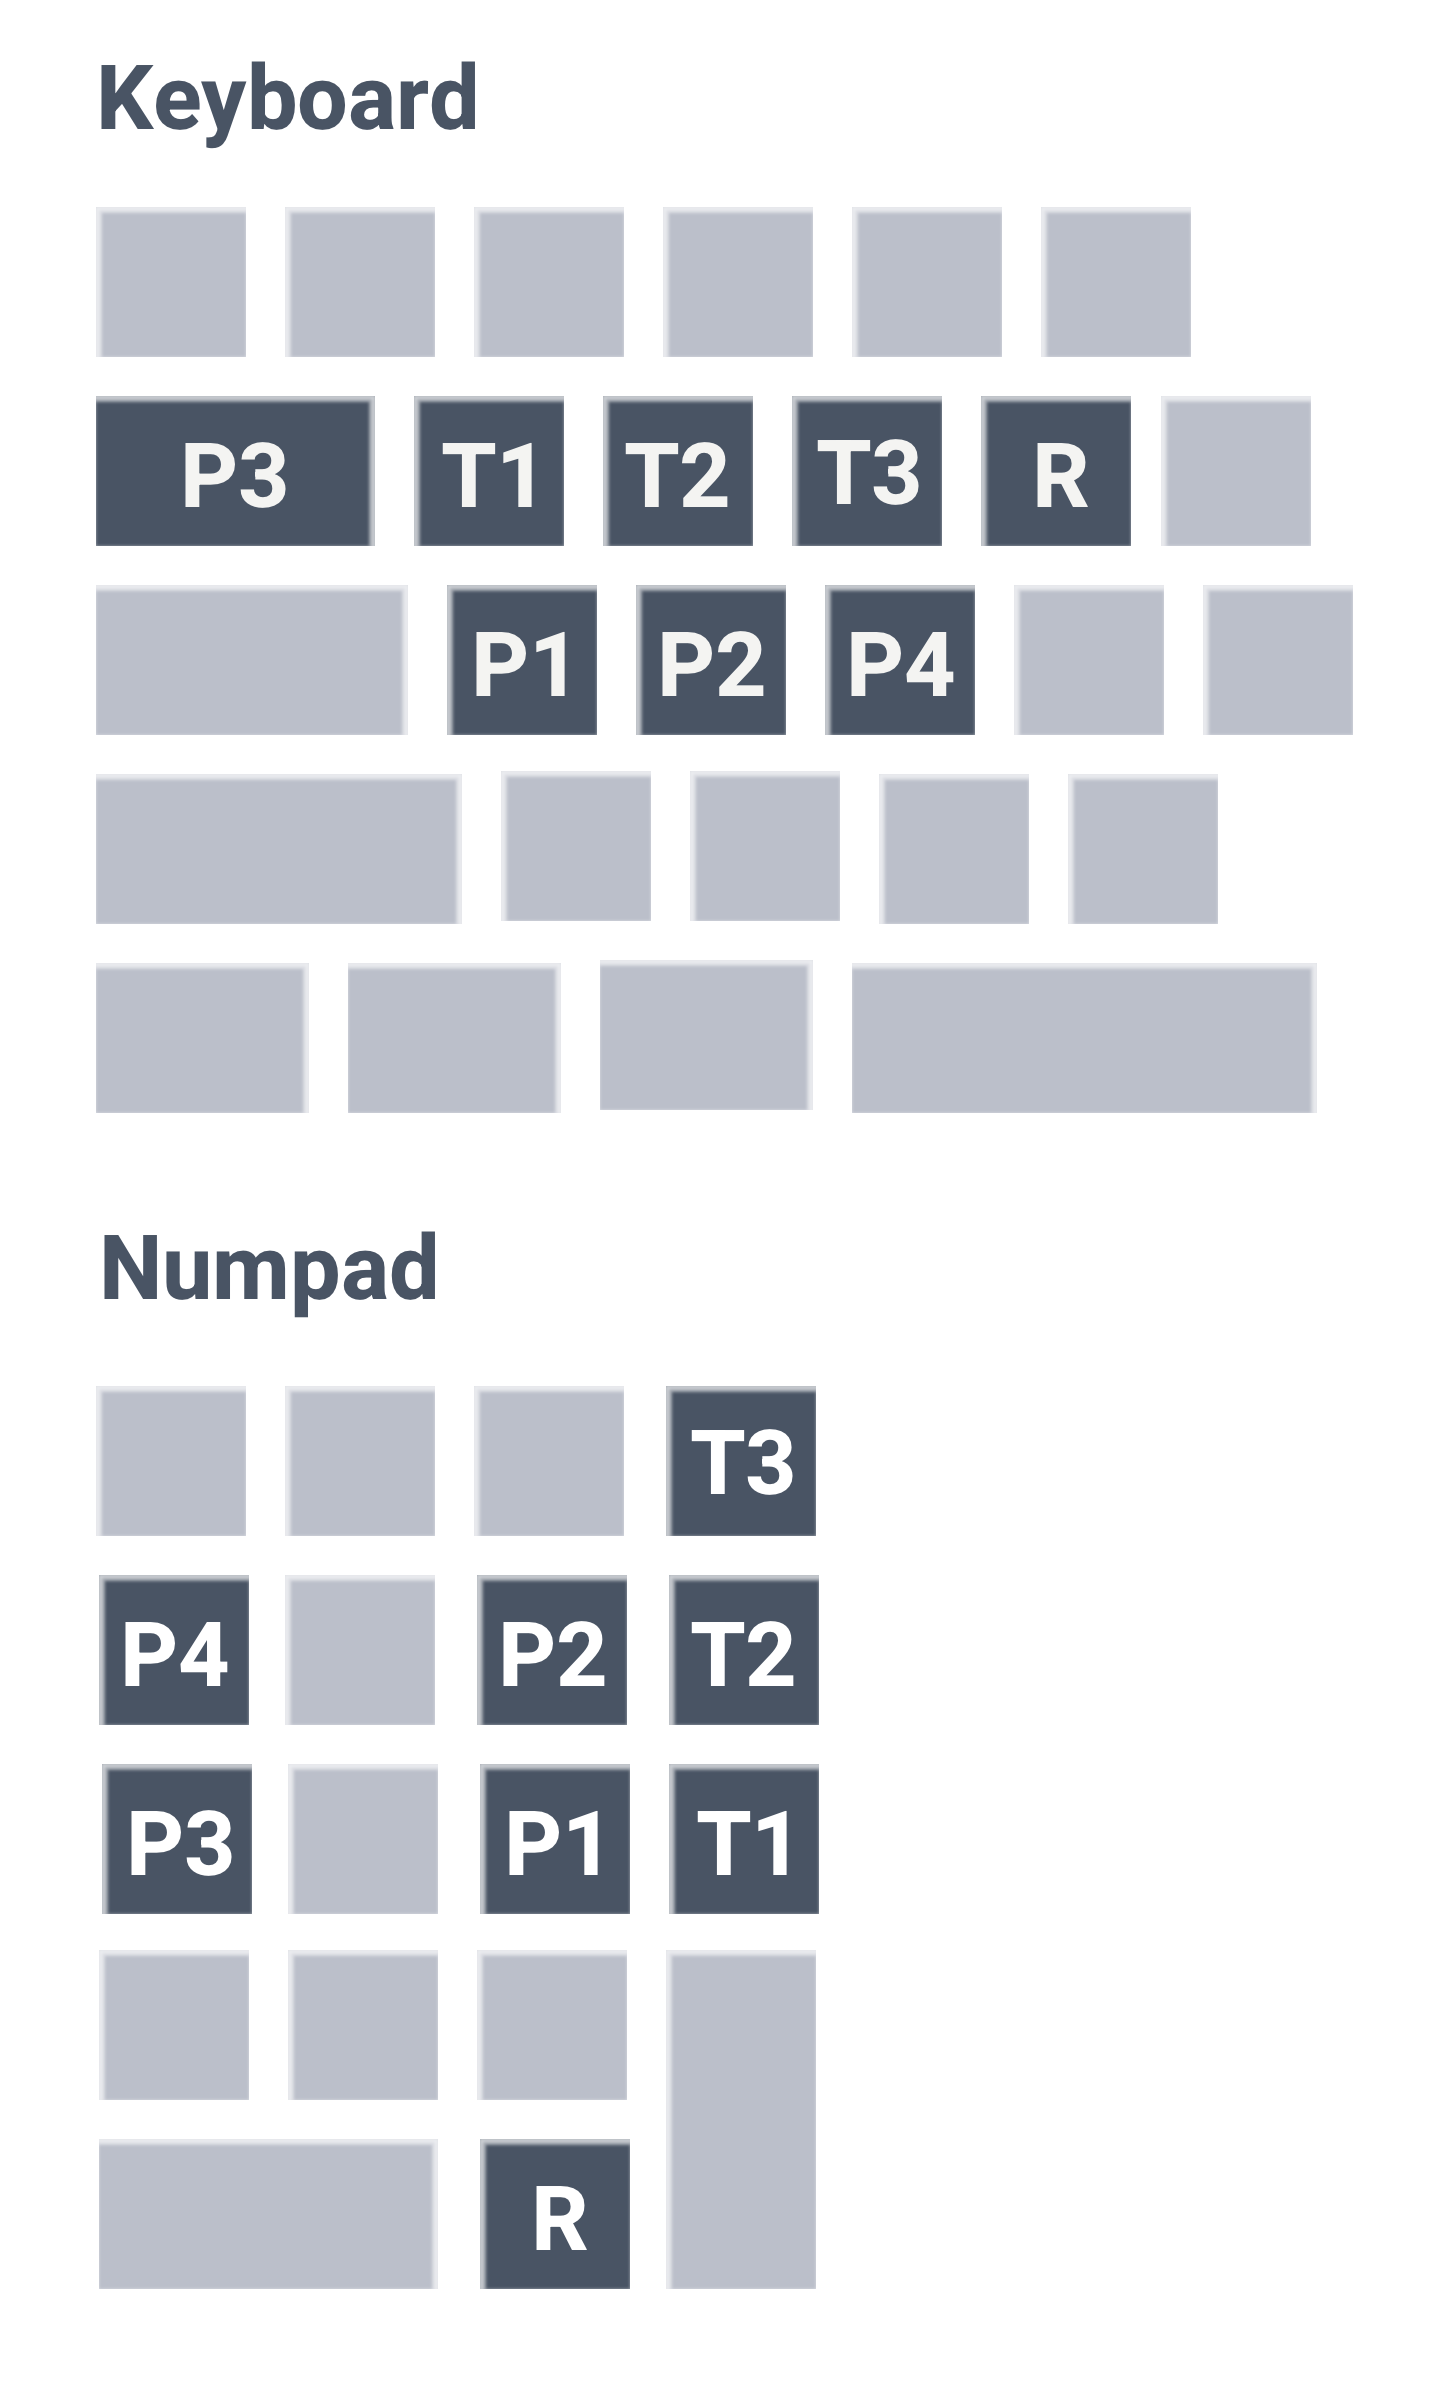 Keyboard
P3 T1 T2 T3 R
P1 P2 P4
Numpad
T3
P4 P2 T2
P3 P1 T1
R